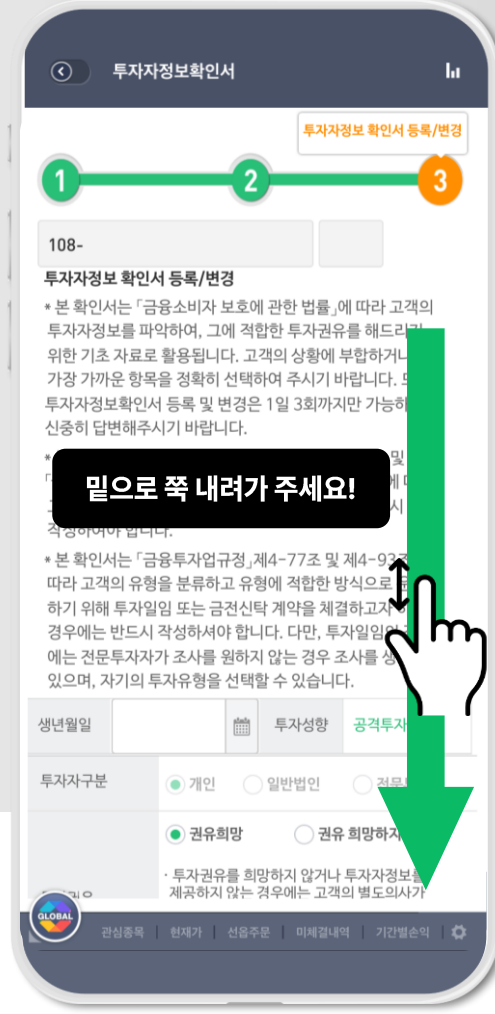 투자자정보확인서
투자자정보 확인서 등록/변경
1 2 3
108-
투자자정보 확인서 등록/변경
* 본 확인서는 「금융소비자 보호에 관한 법률」에 따라 고객의
투자자정보를 파악하여, 그에 적합한 투자권유를 해드리기
위한 기초 자료로 활용됩니다. 고객의 상황에 부합하거나
가장 가까운 항목을 정확히 선택하여 주시기 바랍니다.
투자자정보확인서 등록 및 변경은 1일 3회까지만 가능하
신중히 답변해주시기 바랍니다.
* 및
밑으로 쭉 내려가 주세요!
에
시
작성하여야 합니다.
* 본 확인서는 「금융투자업규정」제4-77조 및 제4-93조
따라 고객의 유형을 분류하고 유형에 적합한 방식으로
하기 위해 투자일임 또는 금전신탁 계약을 체결하고자
경우에는 반드시 작성하셔야 합니다. 다만, 투자일임의
에는 전문투자자가 조사를 원하지 않는 경우 조사를
있으며, 자기의 투자유형을 선택할 수 있습니다.
생년월일 투자성향 공격투자
투자자구분 개인 일반법인 전문
권유희망 권유 희망하지
· 투자권유를 희망하지 않거나 투자자정보를
제공하지 않는 경우에는 고객의 별도의사가
GLOBAL
관심종목 현재가 선옵주문 미체결내역 기간별손익